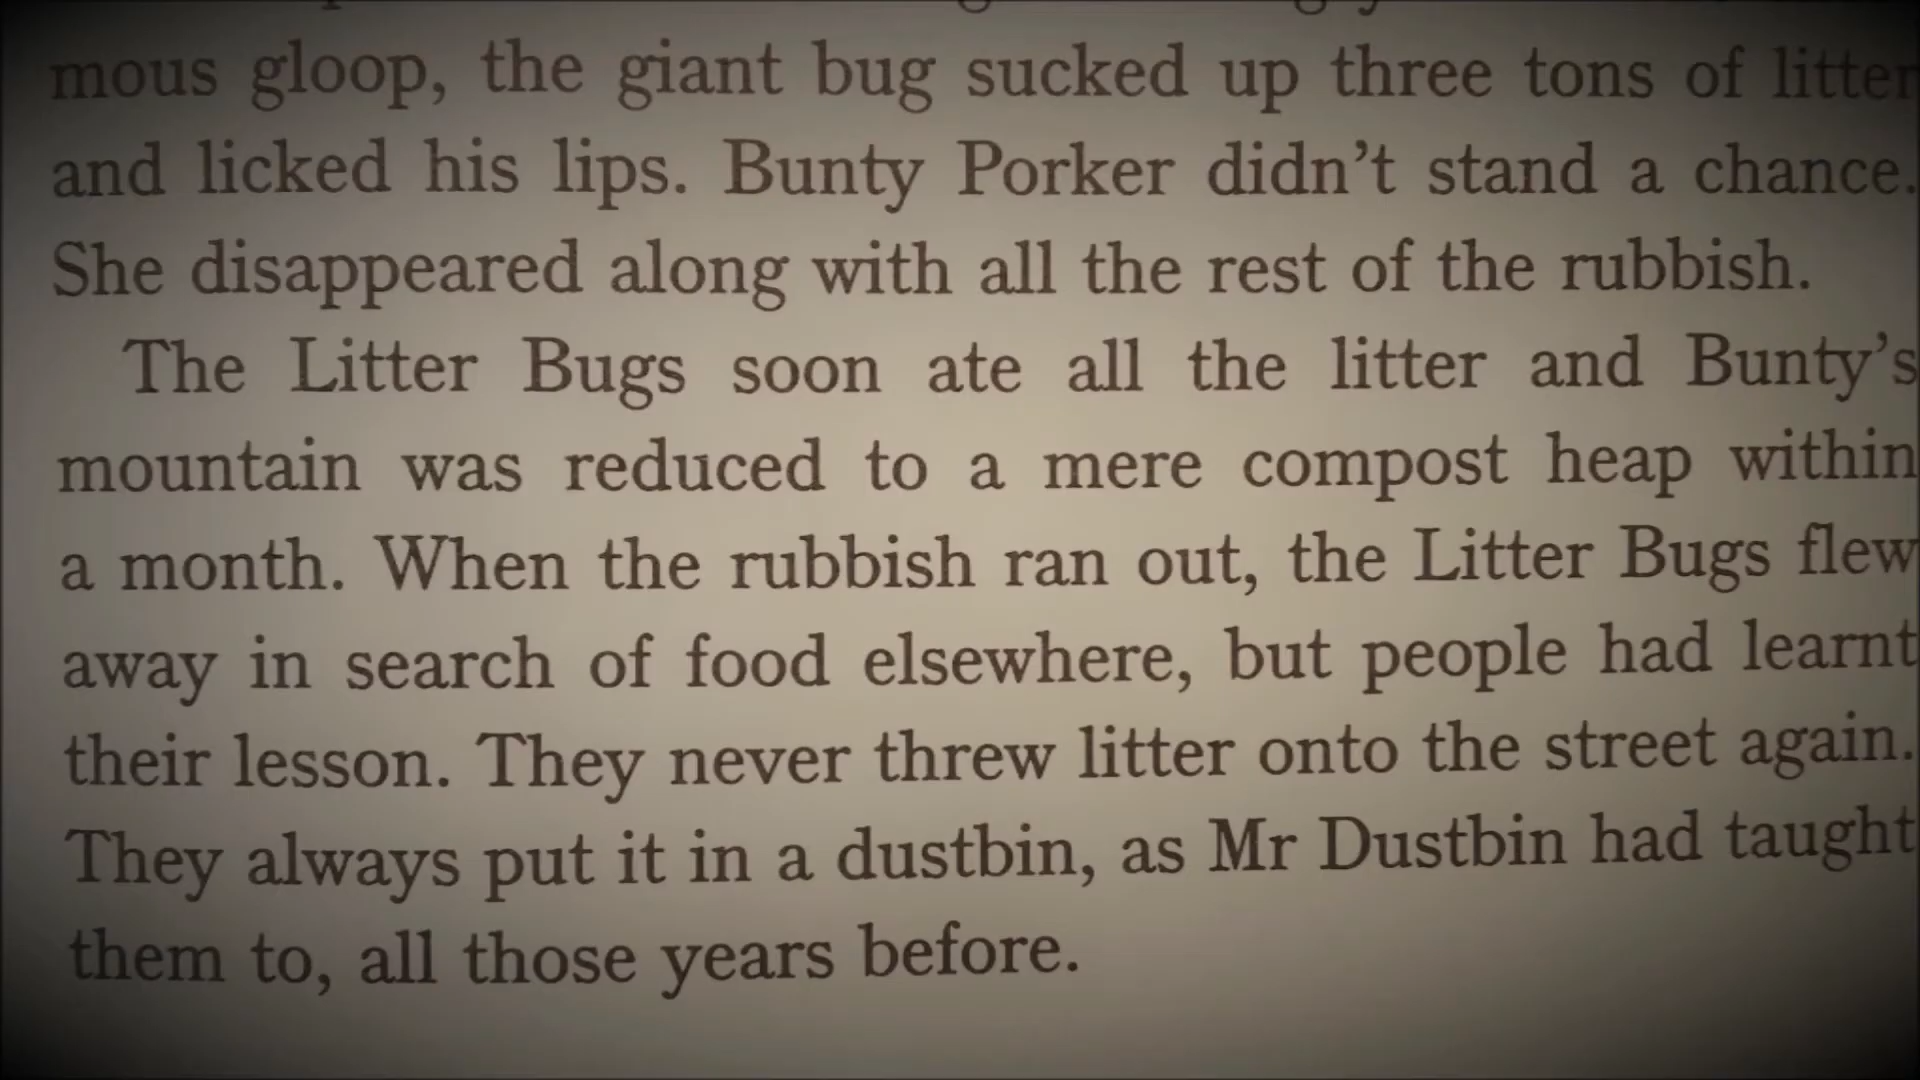 mous gloop, the giant bug sucked up three tons of litter
and licked his lips. Bunty Porker didn’t stand a chance.
She disappeared along with all the rest of the rubbish.
The Litter Bugs soon ate all the litter and Bunty’s
mountain was reduced to a mere compost heap within
a month. When the rubbish ran out, the Litter Bugs flew
away in search of food elsewhere, but people had learnt
their lesson. They never threw litter onto the street again.
They always put it in a dustbin, as Mr Dustbin had taught
them to, all those years before.